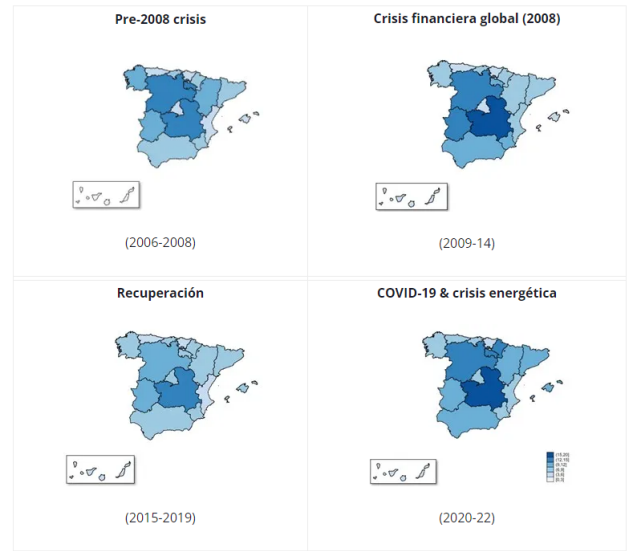 Pre-2008 crisis
Crisis financiera global (2008)
(2006-2008)
(2009-14)
Recuperación
COVID-19 & crisis energética
(2015-2019)
(2020-22)